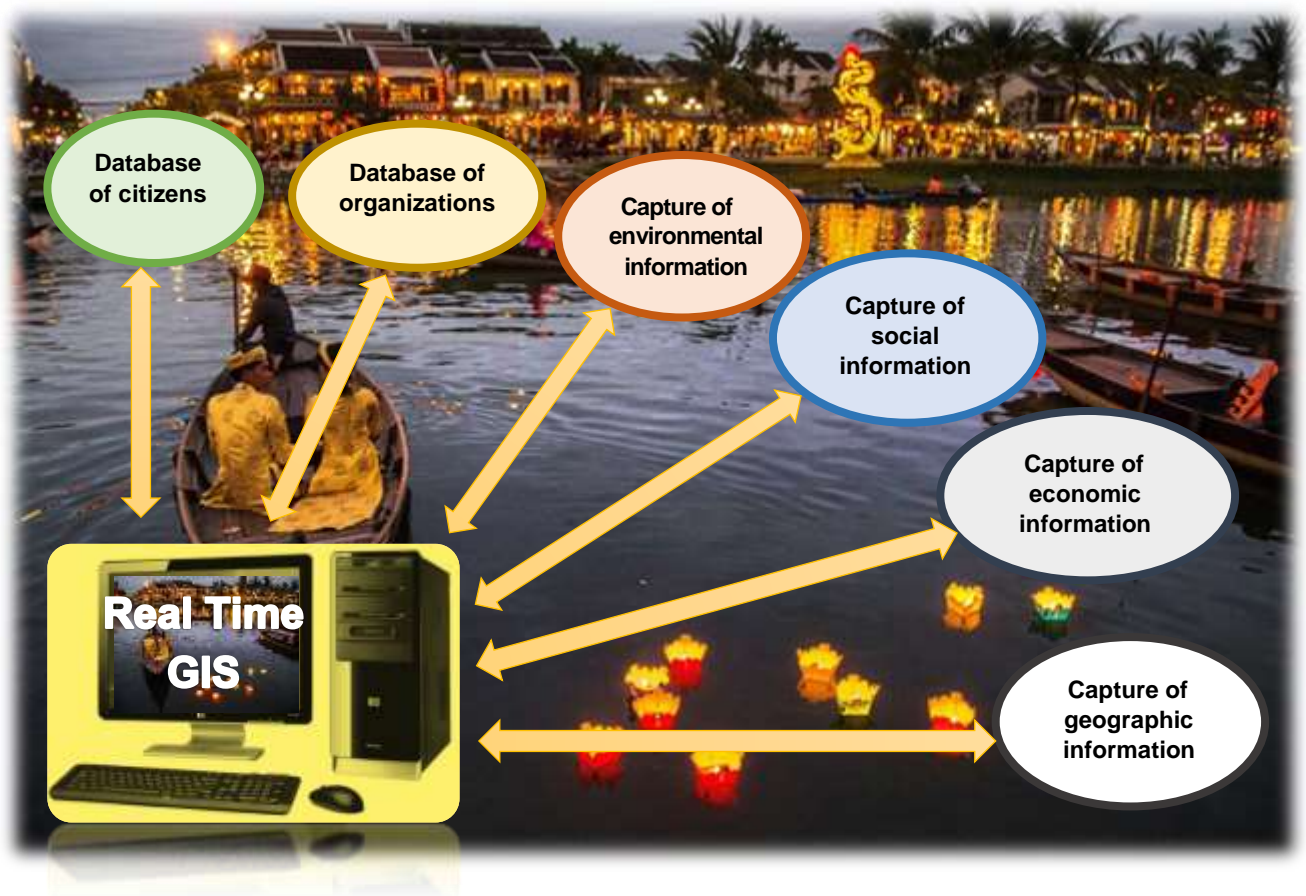 Database
of citizens
Database of
organizations
Capture of
environmental
information
Capture of
social
information
Capture of
economic
information
Real Time
GIS
Capture of
geographic
information